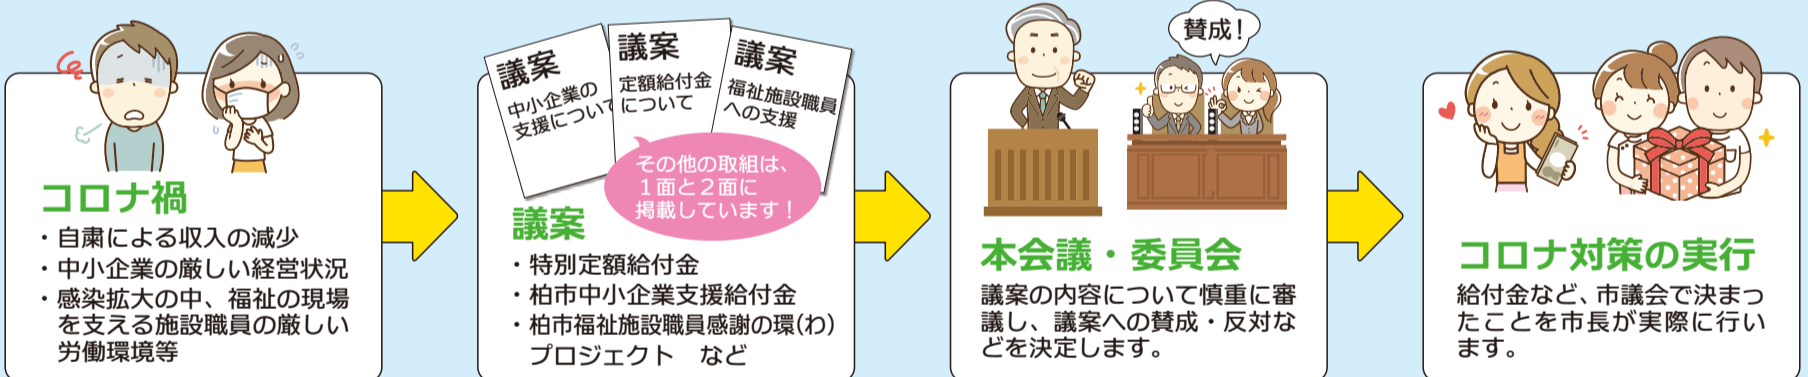 コロナ禍
・自粛による収入の減少
・中小企業の厳しい経営状況
・感染拡大の中、福祉の現場
を支える施設職員の厳しい
労働環境等
議案
中小企業の
支援について
議案
定額給付金
について
議案
福祉施設職員
への支援
その他の取組は、
1面と2面に
掲載しています！
議案
・特別定額給付金
・柏市中小企業支援給付金
・柏市福祉施設職員感謝の環(わ)
プロジェクト　など
賛成！
本会議・委員会
議案の内容について慎重に審
議し、議案への賛成・反対な
どを決定します。
コロナ対策の実行
給付金など、市議会で決まっ
たことを市長が実際に行い
ます。